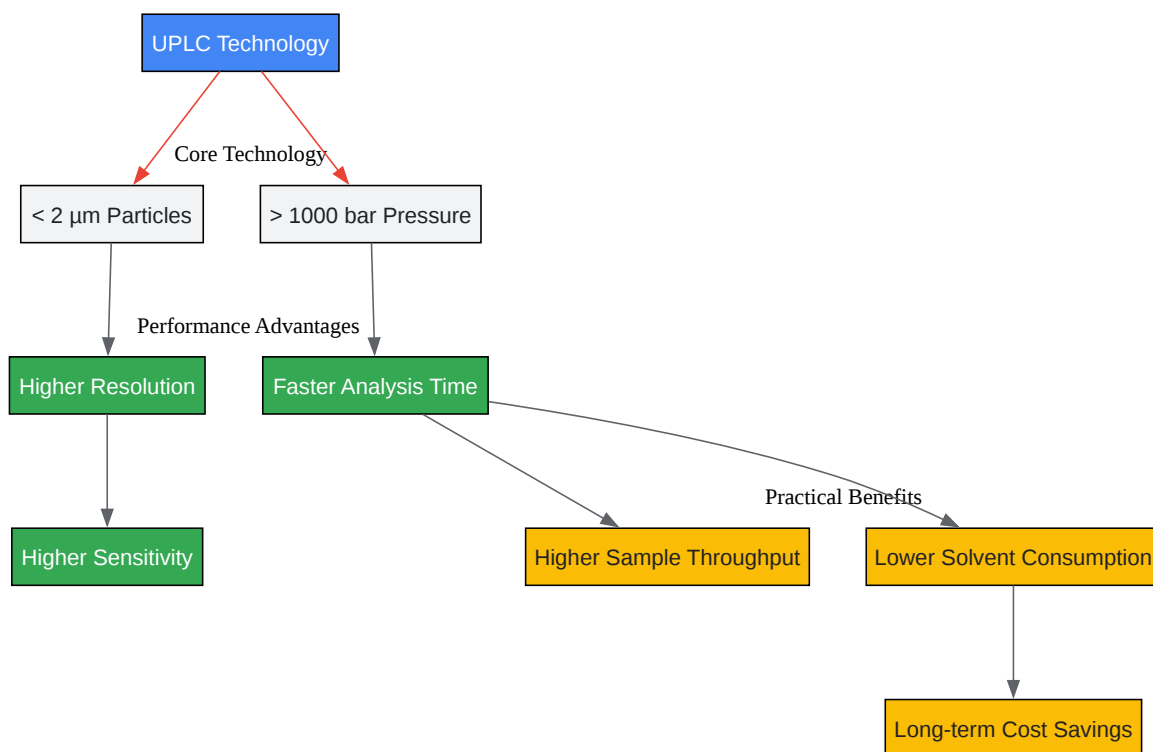 UPLC Technology
Core Technology
< 2 µm Particles
> 1000 bar Pressure
Performance Advantages
Higher Resolution
Faster Analysis Time
Practical Benefits
Higher Sensitivity
Higher Sample Throughput
Lower Solvent Consumption
Long-term Cost Savings